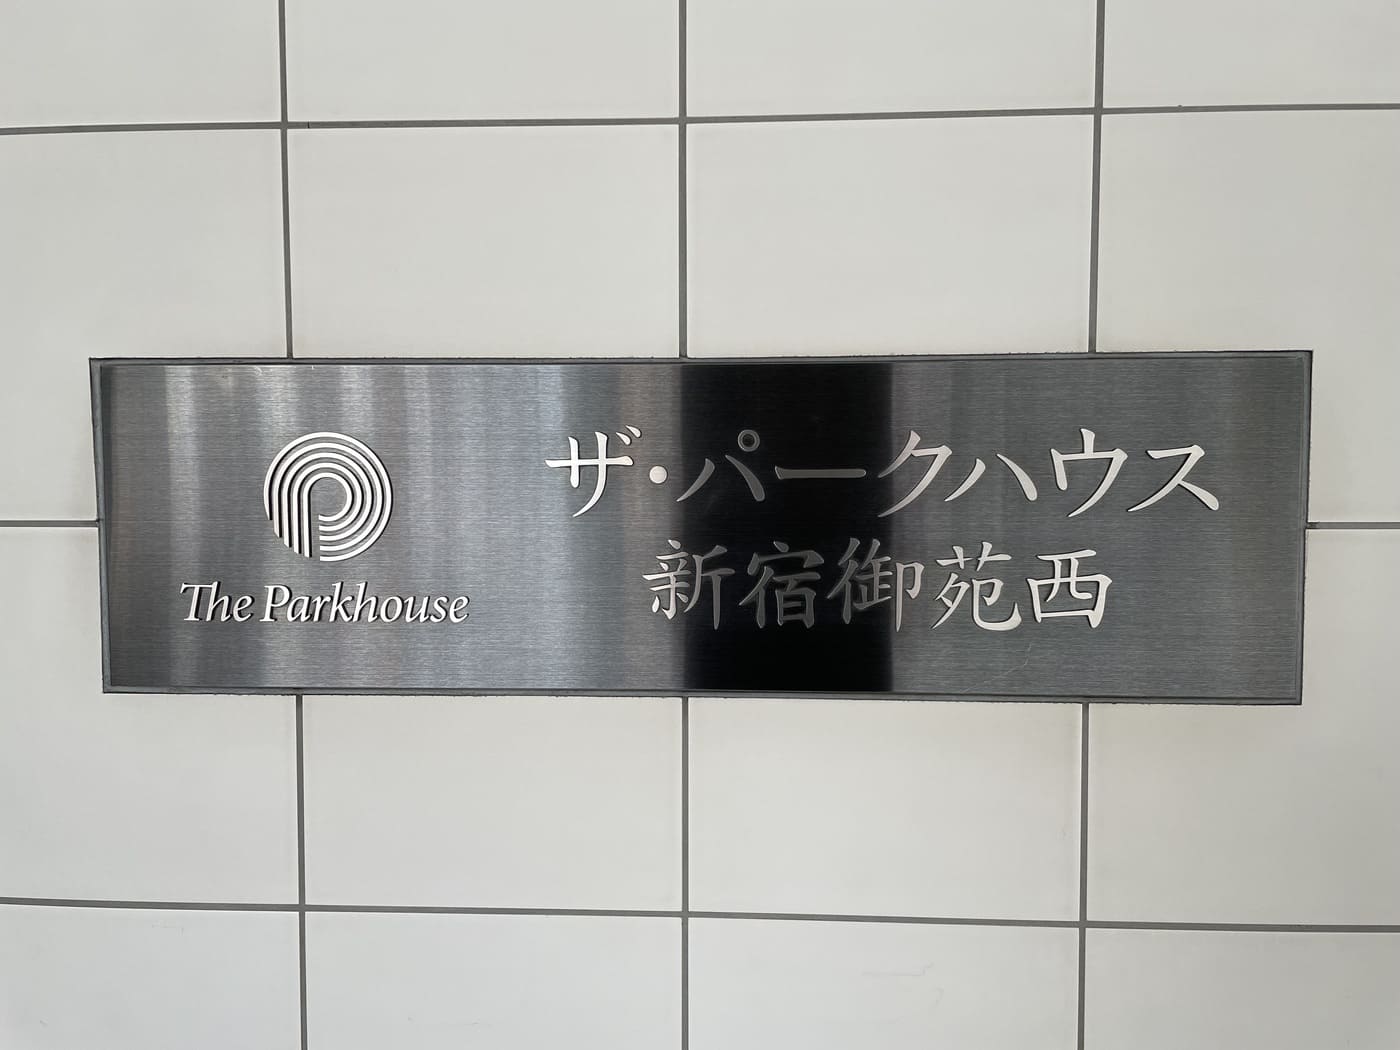 The Parkhouse
ザ・パークハウス
新宿御苑西